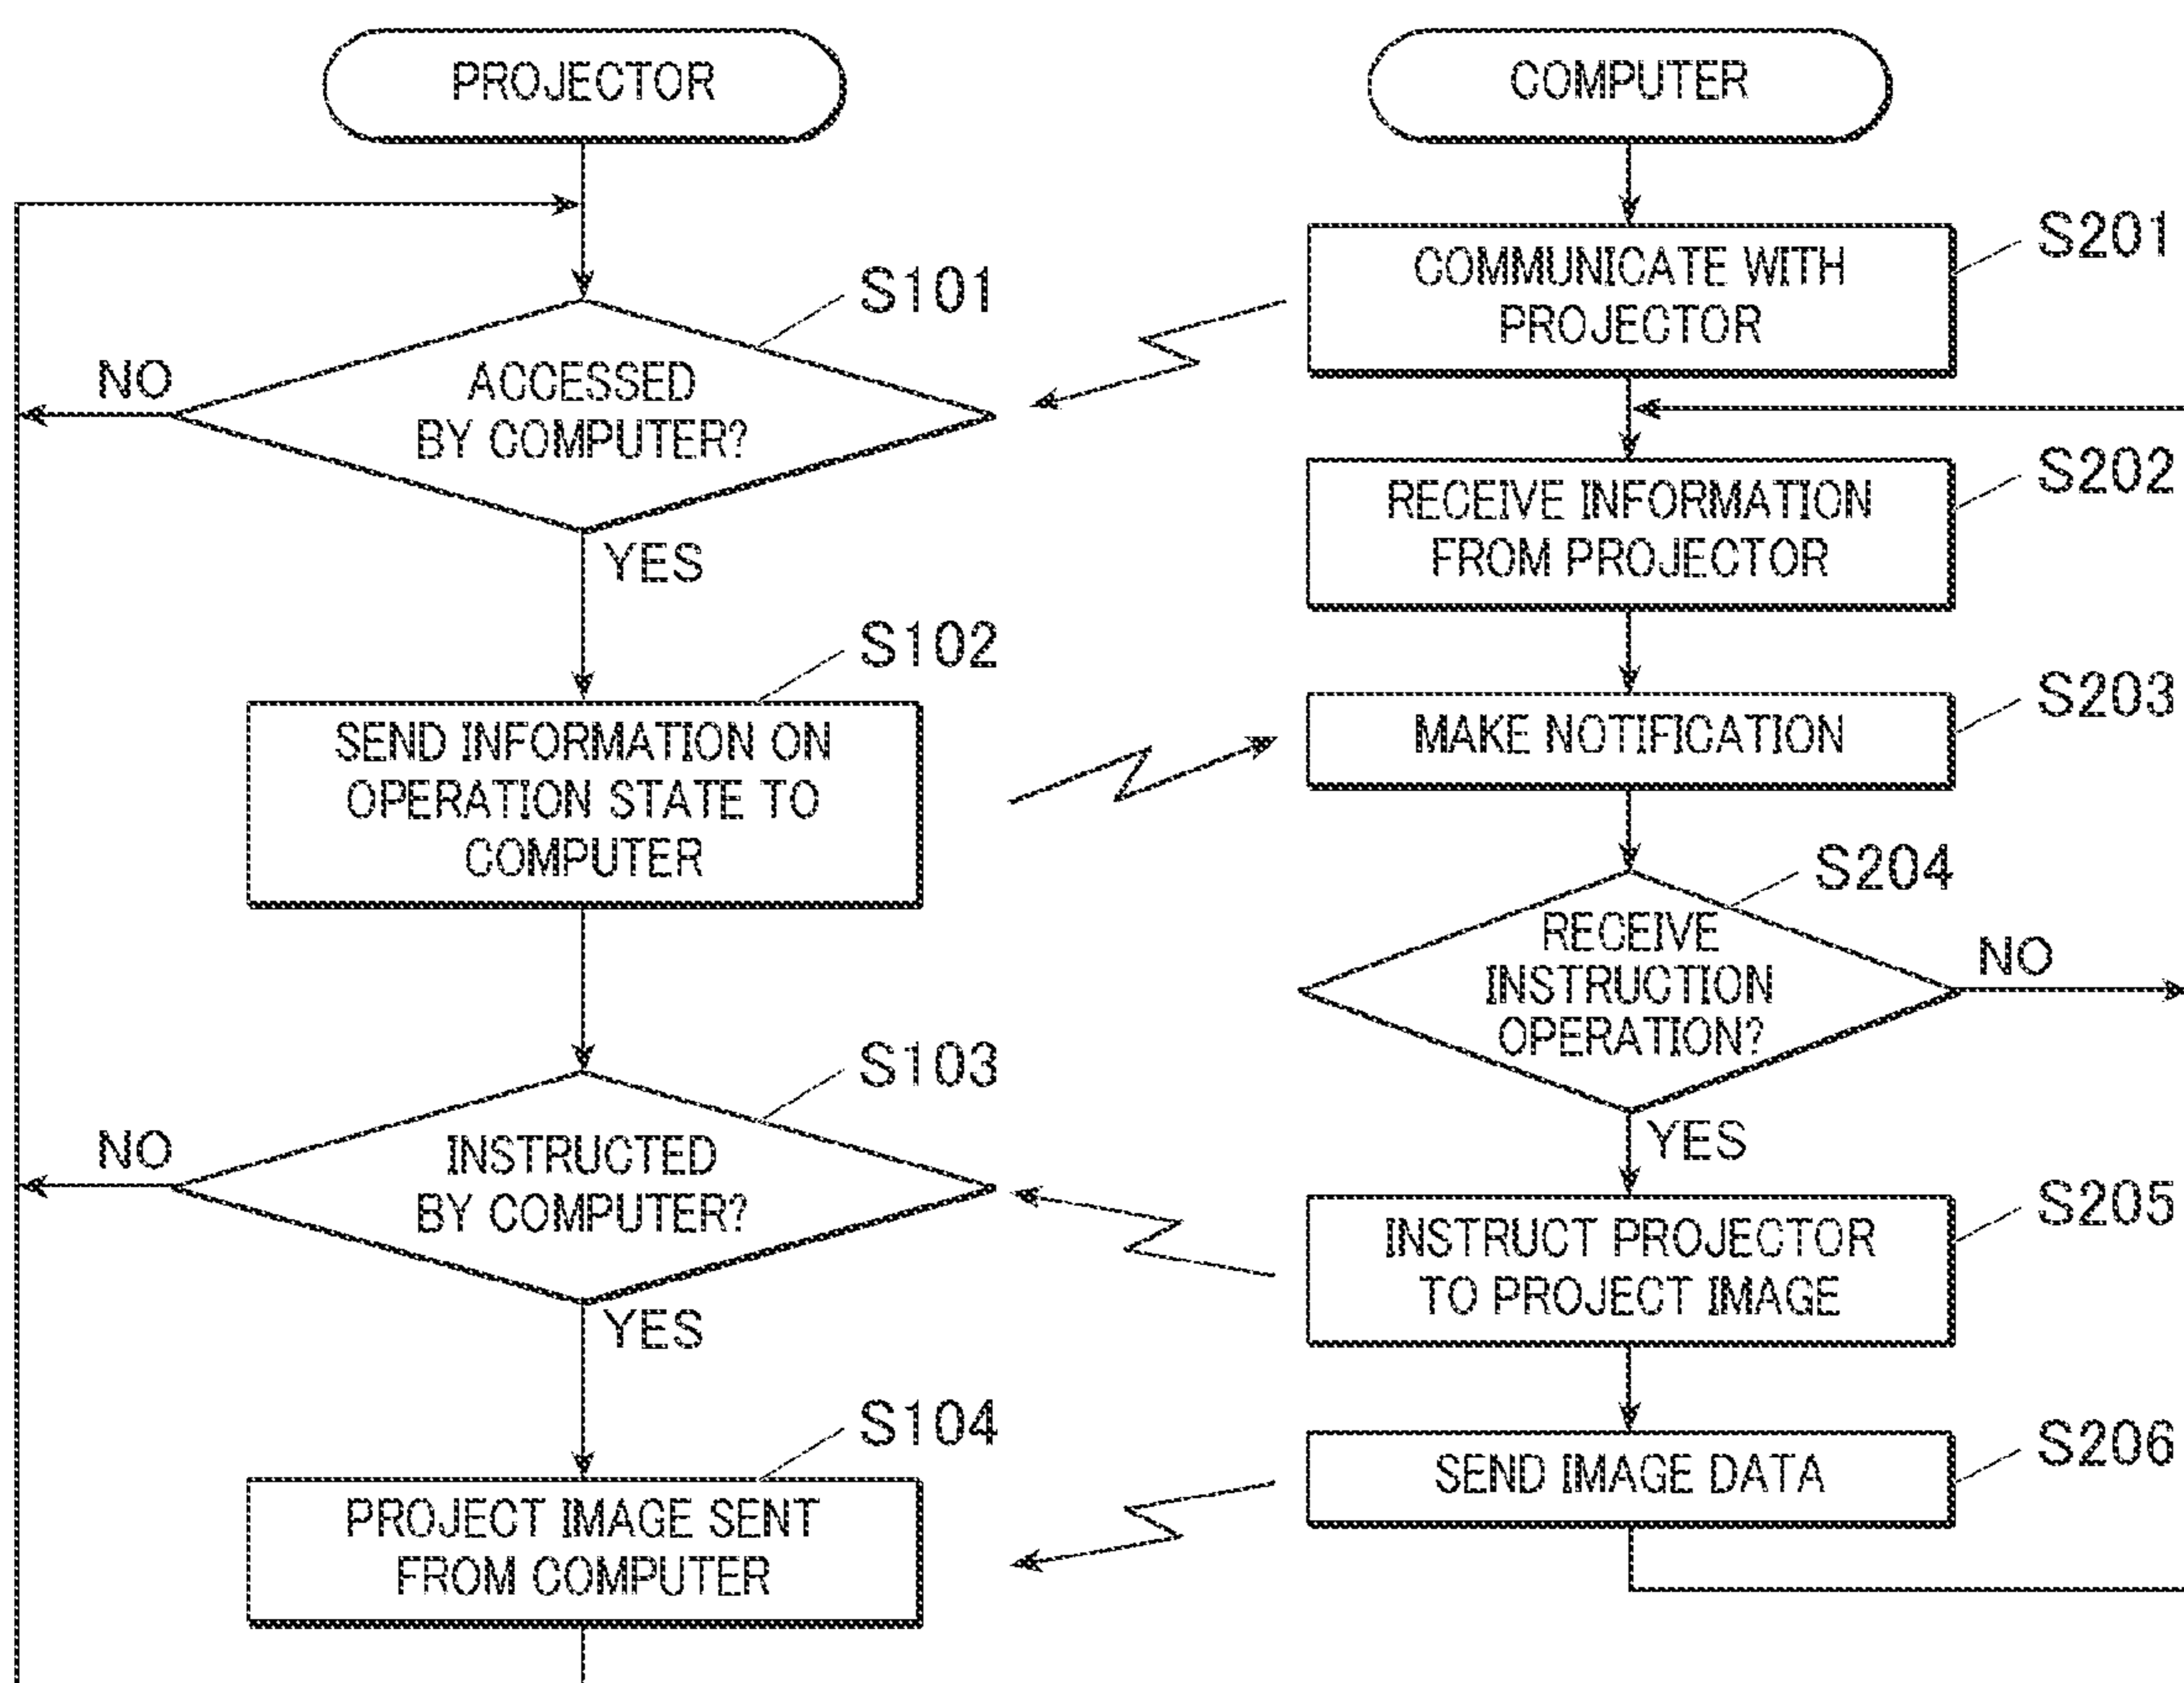 PROJECTOR
S101
ACCESSED
BY COMPUTER?
NO
YES
S102
SEND INFORMATION ON
OPERATION STATE TO
COMPUTER
S103
INSTRUCTED
BY COMPUTER?
NO
YES
S104
PROJECT IMAGE SENT
FROM COMPUTER
COMPUTER
S201
COMMUNICATE WITH
PROJECTOR
S202
RECEIVE INFORMATION
FROM PROJECTOR
S203
MAKE NOTIFICATION
S204
RECEIVE
INSTRUCTION
OPERATION?
NO
YES
S205
INSTRUCT PROJECTOR
TO PROJECT IMAGE
S206
SEND IMAGE DATA